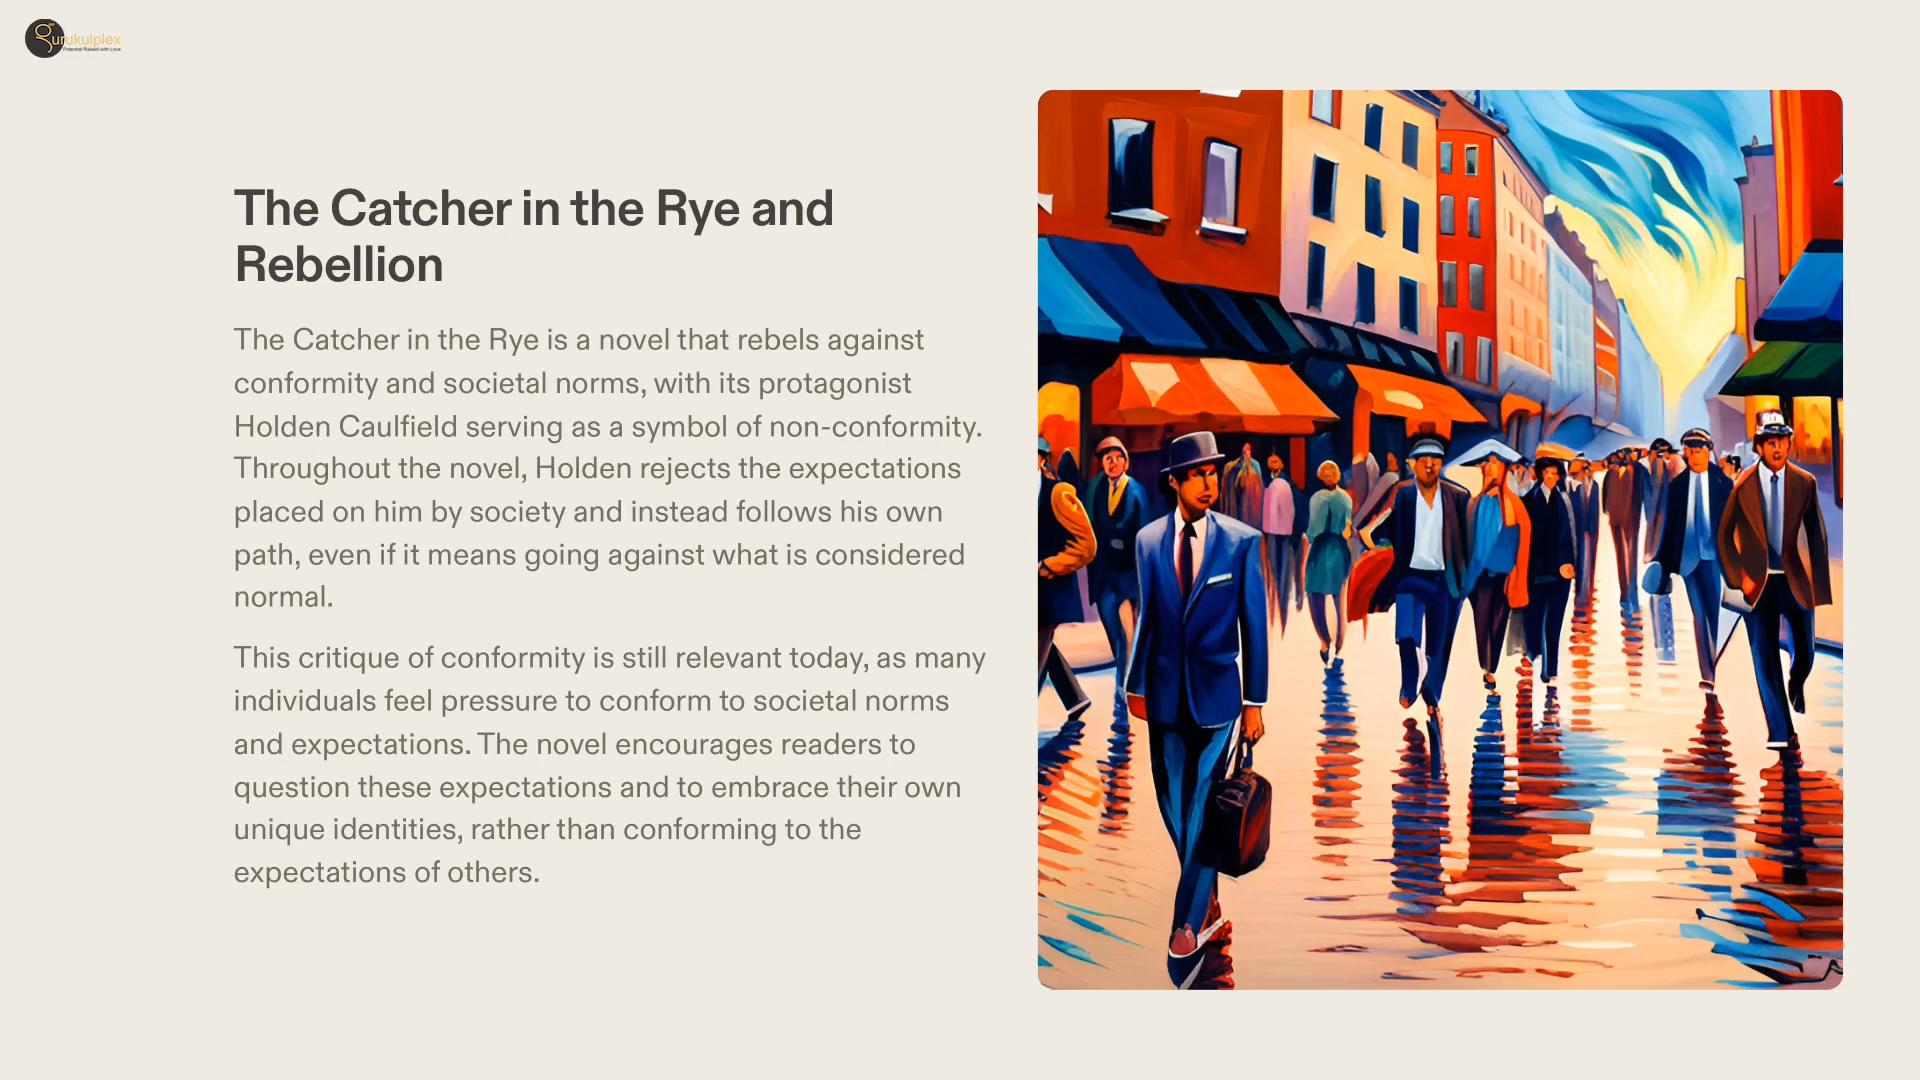 gurukulplex
Potential Raised with Love
The Catcher in the Rye and
Rebellion
The Catcher in the Rye is a novel that rebels against
conformity and societal norms, with its protagonist
Holden Caulfield serving as a symbol of non-conformity.
Throughout the novel, Holden rejects the expectations
placed on him by society and instead follows his own
path, even if it means going against what is considered
normal.
This critique of conformity is still relevant today, as many
individuals feel pressure to conform to societal norms
and expectations. The novel encourages readers to
question these expectations and to embrace their own
unique identities, rather than conforming to the
expectations of others.